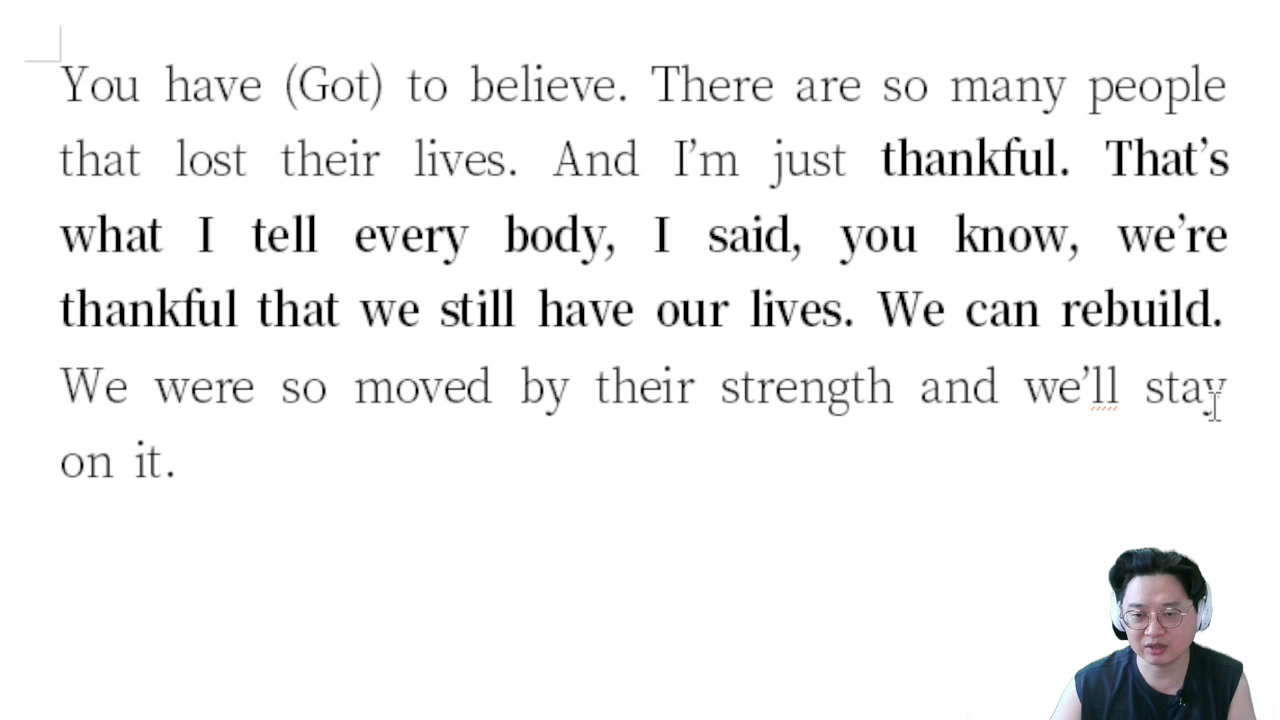 You have (Got) to believe. There are so many people
that lost their lives. And I’m just thankful. That’s
what I tell every body, I said, you know, we’re
thankful that we still have our lives. We can rebuild.
We were so moved by their strength and we’ll stay
on it.